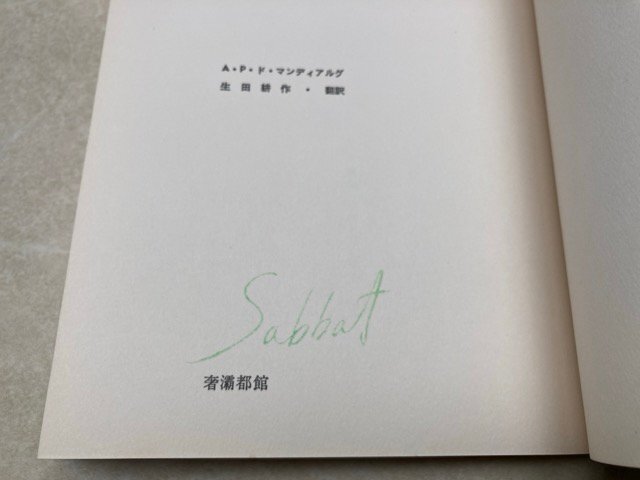 A・P・ド・マンディアルグ
生田耕作・翻訳
Sabbat
奢灞都館